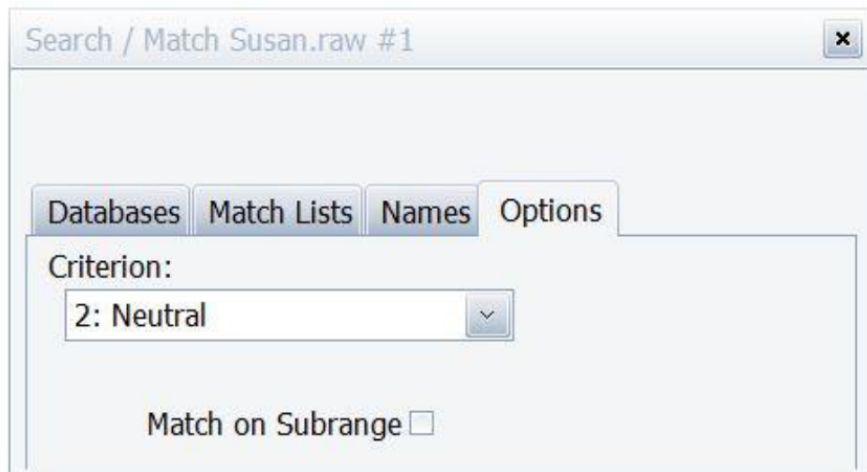 Search / Match Susan.raw #1
Databases Match Lists Names Options
Criterion:
2: Neutral
Match on Subrange